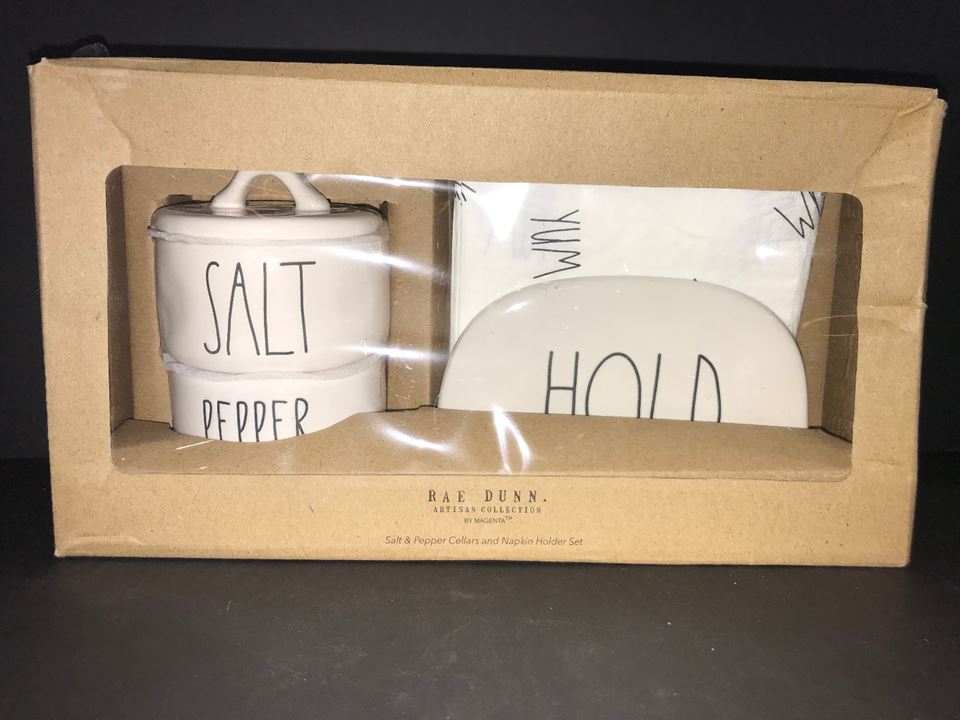 SALT
PEPPER
YUM
HOLD
RAE DUNN.
ARTISAN COLLECTION
BY MAGENTA™
Salt & Pepper Cellars and Napkin Holder Set